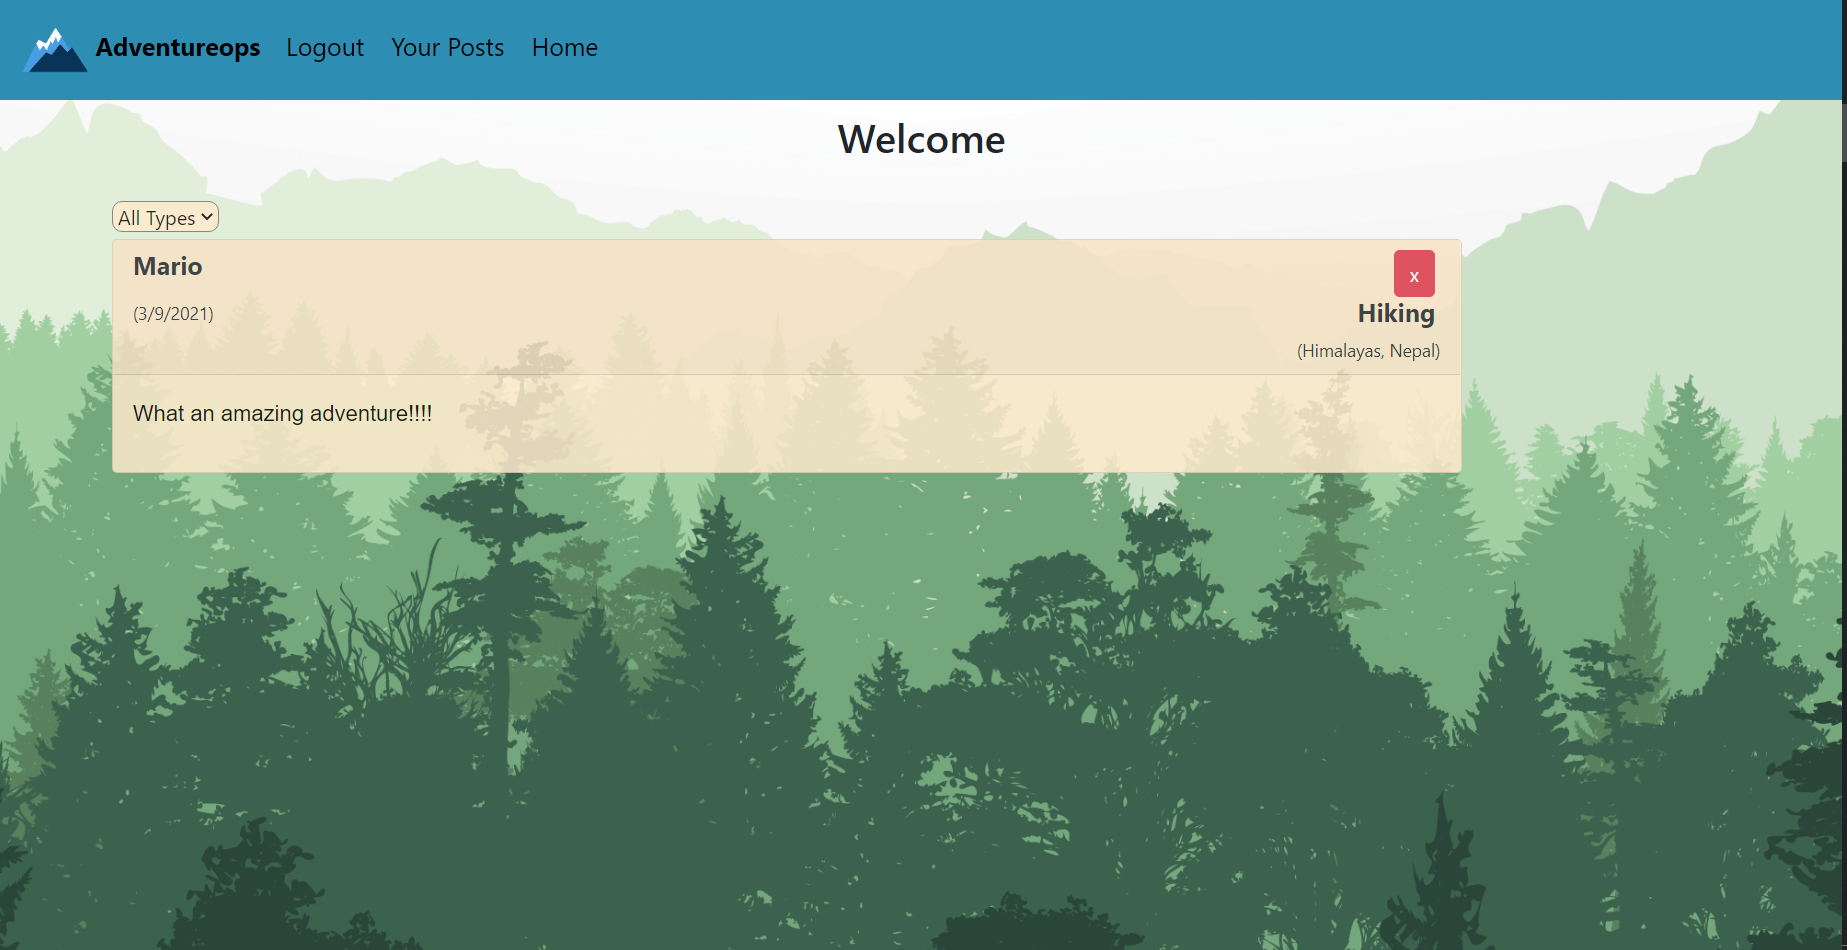 Adventureops Logout Your Posts Home
Welcome
All Types
Mario
x
(3/9/2021)
Hiking
(Himalayas, Nepal)
What an amazing adventure!!!!